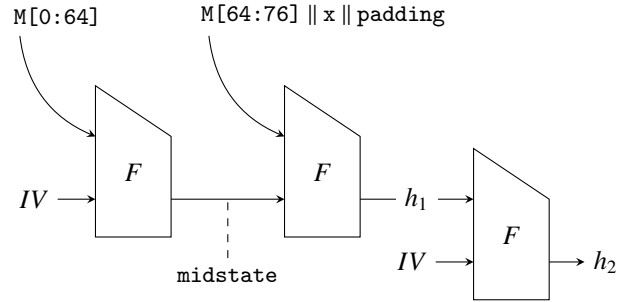 M[0:64]
M[64:76] ∥ x ∥ padding
F
F
IV
h₁
F
midstate
IV
h₂